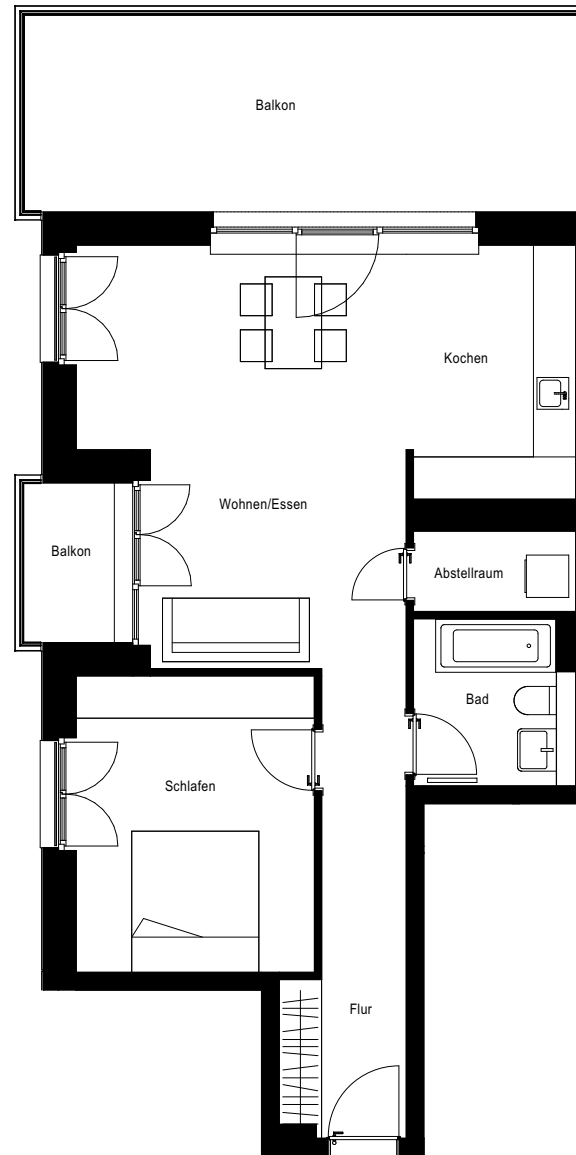 Balkon
Kochen
Wohnen/Essen
Balkon
Abstellraum
Bad
Schlafen
Flur